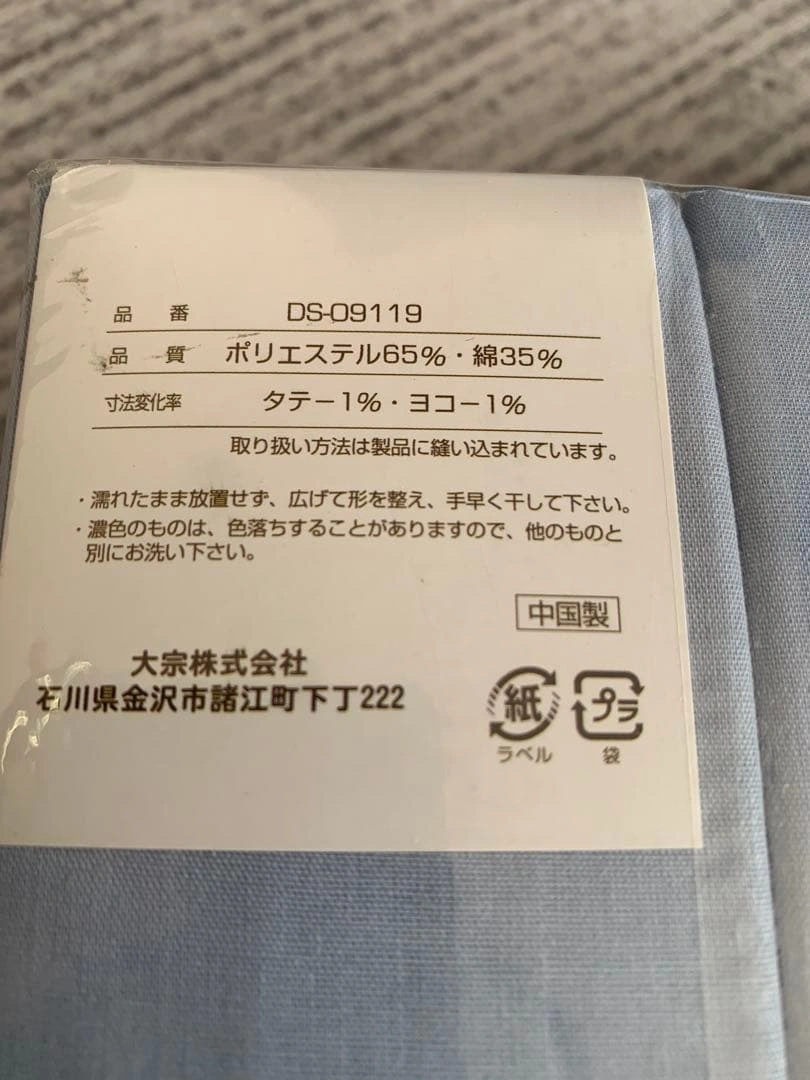 品 番 DS-09119
品 質 ポリエステル65%・綿35%
寸法変化率 タテ－1%・ヨコ－1%
取り扱い方法は製品に縫い込まれています。
・濡れたまま放置せず、広げて形を整え、手早く干して下さい。
・濃色のものは、色落ちすることがありますので、他のものと
別にお洗い下さい。
中国製
大宗株式会社
石川県金沢市諸江町下丁222
紙 プラ
ラベル 袋